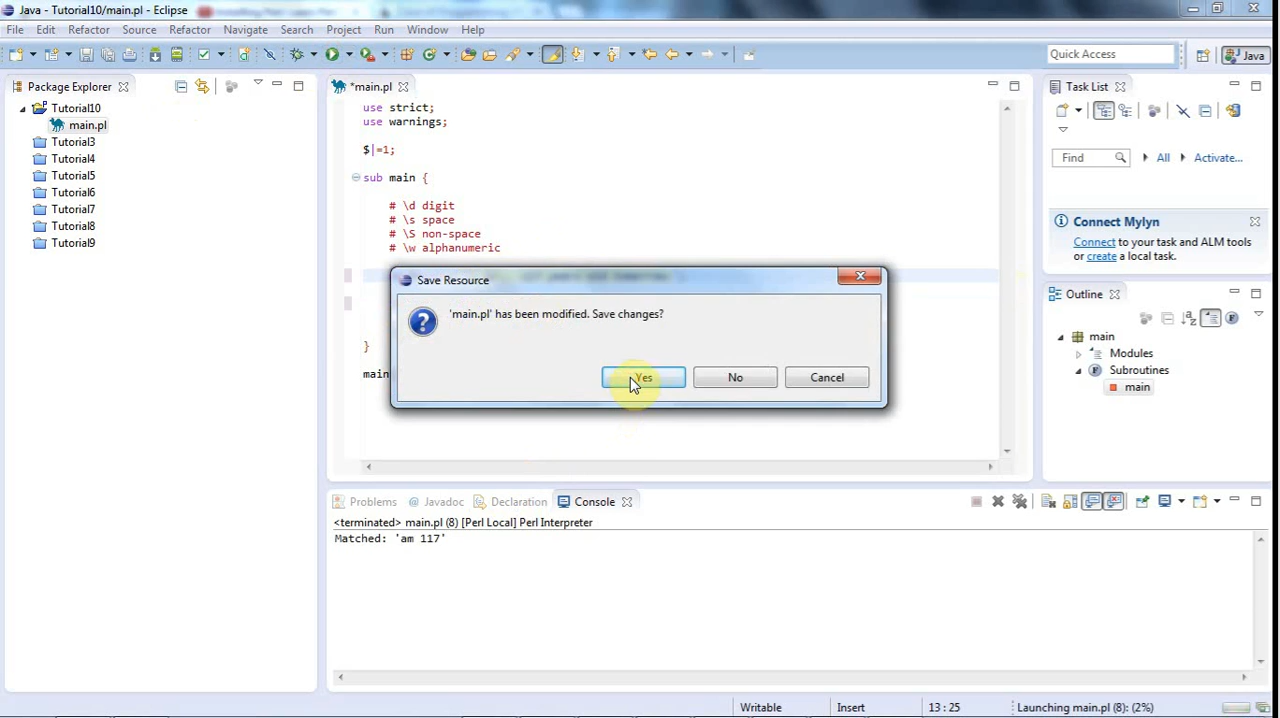 Java - Tutorial10/main.pl - Eclipse
File Edit Refactor Source Refactor Navigate Search Project Run Window Help
Quick Access
Java
Package Explorer
Tutorial10
main.pl
Tutorial3
Tutorial4
Tutorial5
Tutorial6
Tutorial7
Tutorial8
Tutorial9
*main.pl
use strict;
use warnings;
$|=1;
sub main {
# \d digit
# \s space
# \S non-space
# \w alphanumeric
}
main
Save Resource
'main.pl' has been modified. Save changes?
Yes No Cancel
Task List
Find All Activate...
Connect Mylyn
Connect to your task and ALM tools
or create a local task.
Outline
main
Modules
Subroutines
main
Problems Javadoc Declaration Console
<terminated> main.pl (8) [Perl Local] Perl Interpreter
Matched: 'am 117'
Writable Insert 13 : 25 Launching main.pl (8): (2%)